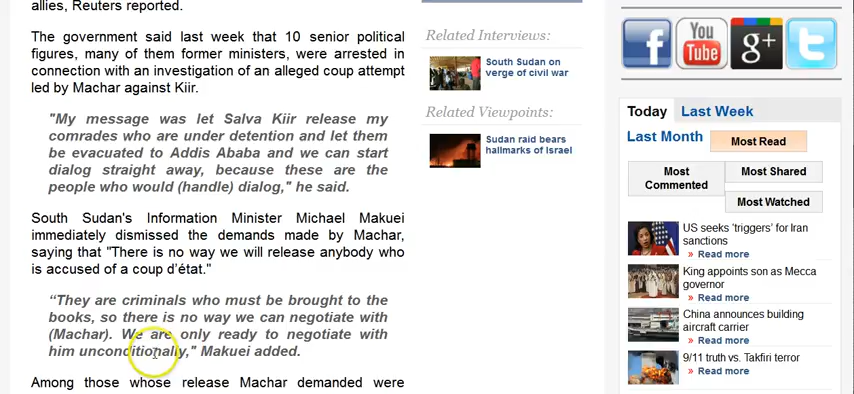 allies, Reuters reported.
The government said last week that 10 senior political
figures, many of them former ministers, were arrested in
connection with an investigation of an alleged coup attempt
led by Machar against Kiir.
"My message was let Salva Kiir release my
comrades who are under detention and let them
be evacuated to Addis Ababa and we can start
dialog straight away, because these are the
people who would (handle) dialog," he said.
South Sudan's Information Minister Michael Makuei
immediately dismissed the demands made by Machar,
saying that "There is no way we will release anybody who
is accused of a coup d’état."
“They are criminals who must be brought to the
books, so there is no way we can negotiate with
(Machar). We are only ready to negotiate with
him unconditionally," Makuei added.
Among those whose release Machar demanded were
Related Interviews:
South Sudan on
verge of civil war
Related Viewpoints:
Sudan raid bears
hallmarks of Israel
f
You
Tube
g+
t
Today Last Week
Last Month Most Read
Most
Commented
Most Shared
Most Watched
US seeks ‘triggers’ for Iran
sanctions
» Read more
King appoints son as Mecca
governor
» Read more
China announces building
aircraft carrier
» Read more
9/11 truth vs. Takfiri terror
» Read more